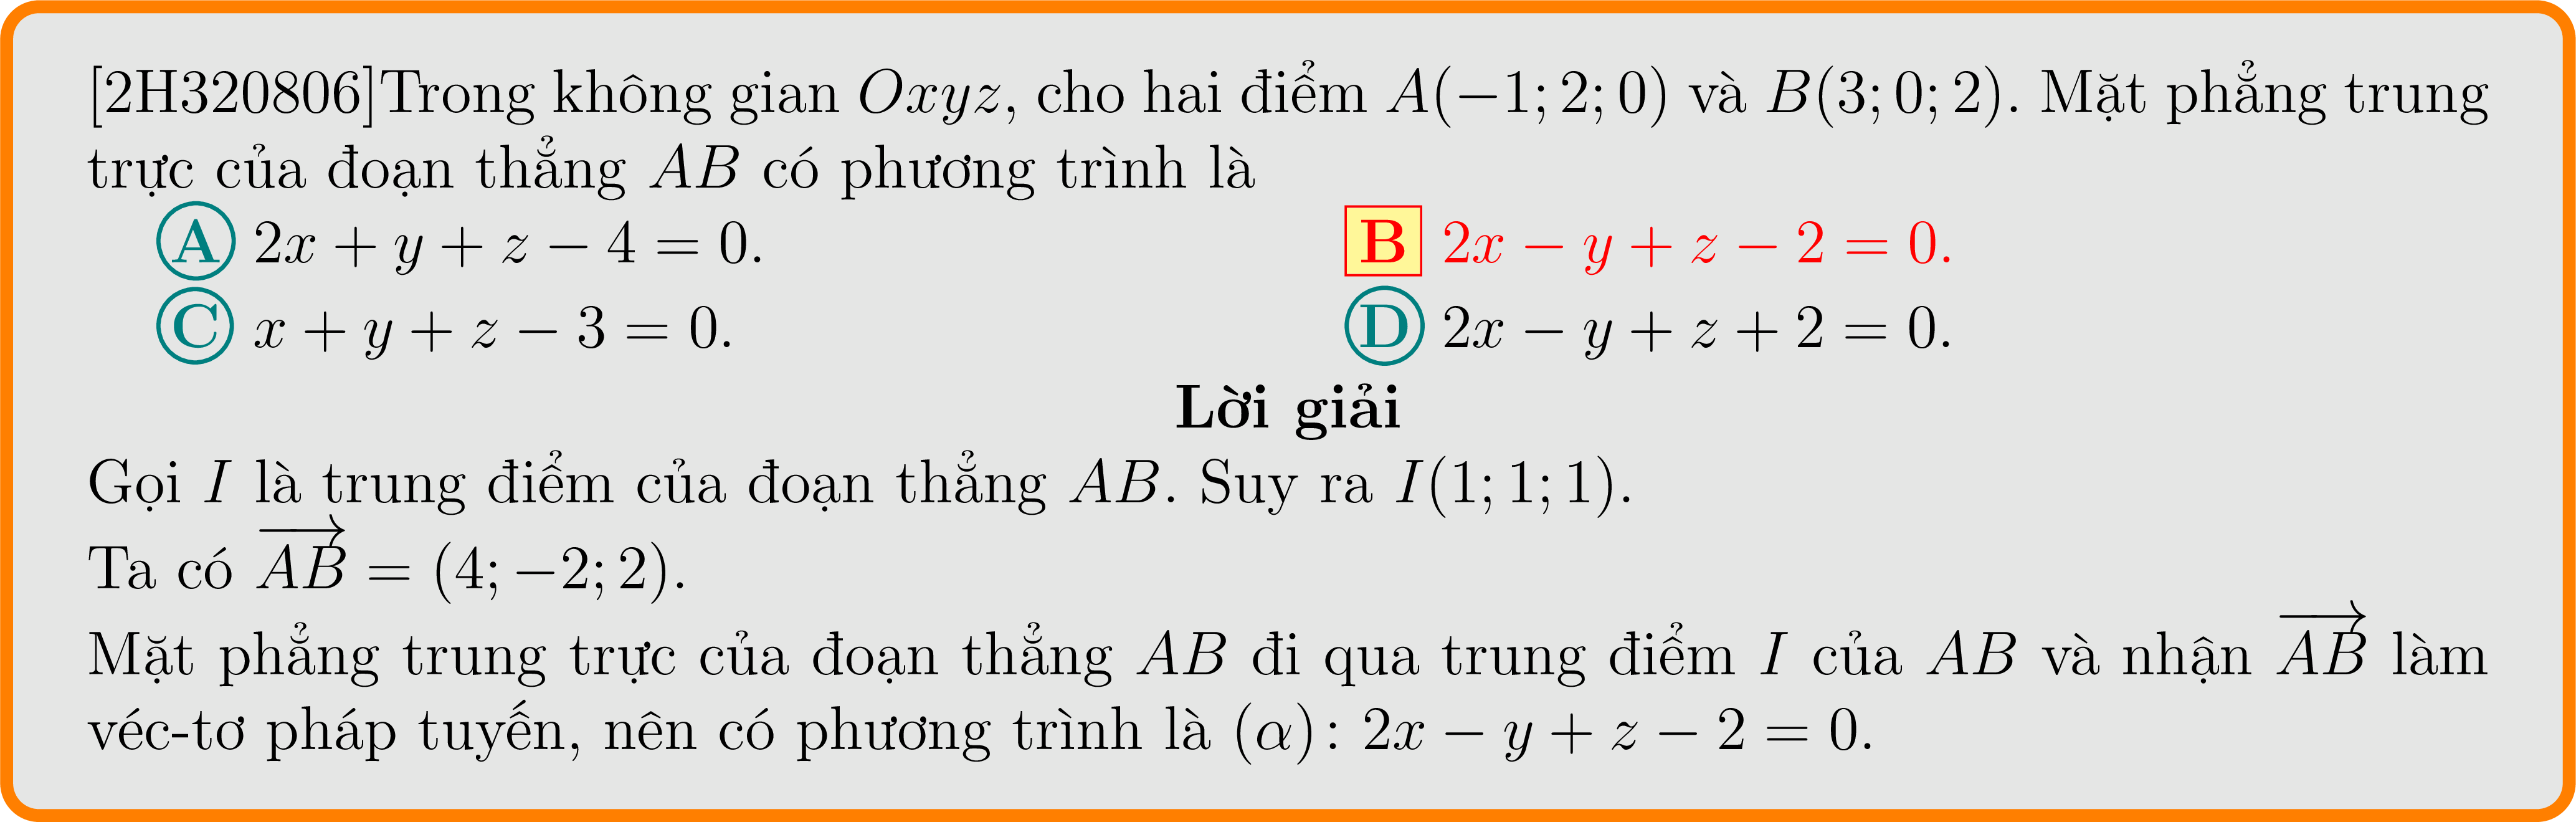 [2H320806]Trong không gian Oxyz, cho hai điểm A(−1; 2; 0) và B(3; 0; 2). Mặt phẳng trung
trực của đoạn thẳng AB có phương trình là
A 2x + y + z − 4 = 0.
B 2x − y + z − 2 = 0.
C x + y + z − 3 = 0.
D 2x − y + z + 2 = 0.
Lời giải
Gọi I là trung điểm của đoạn thẳng AB. Suy ra I(1; 1; 1).
Ta có \overrightarrow{AB} = (4; −2; 2).
Mặt phẳng trung trực của đoạn thẳng AB đi qua trung điểm I của AB và nhận \overrightarrow{AB} làm
véc-tơ pháp tuyến, nên có phương trình là (α): 2x − y + z − 2 = 0.